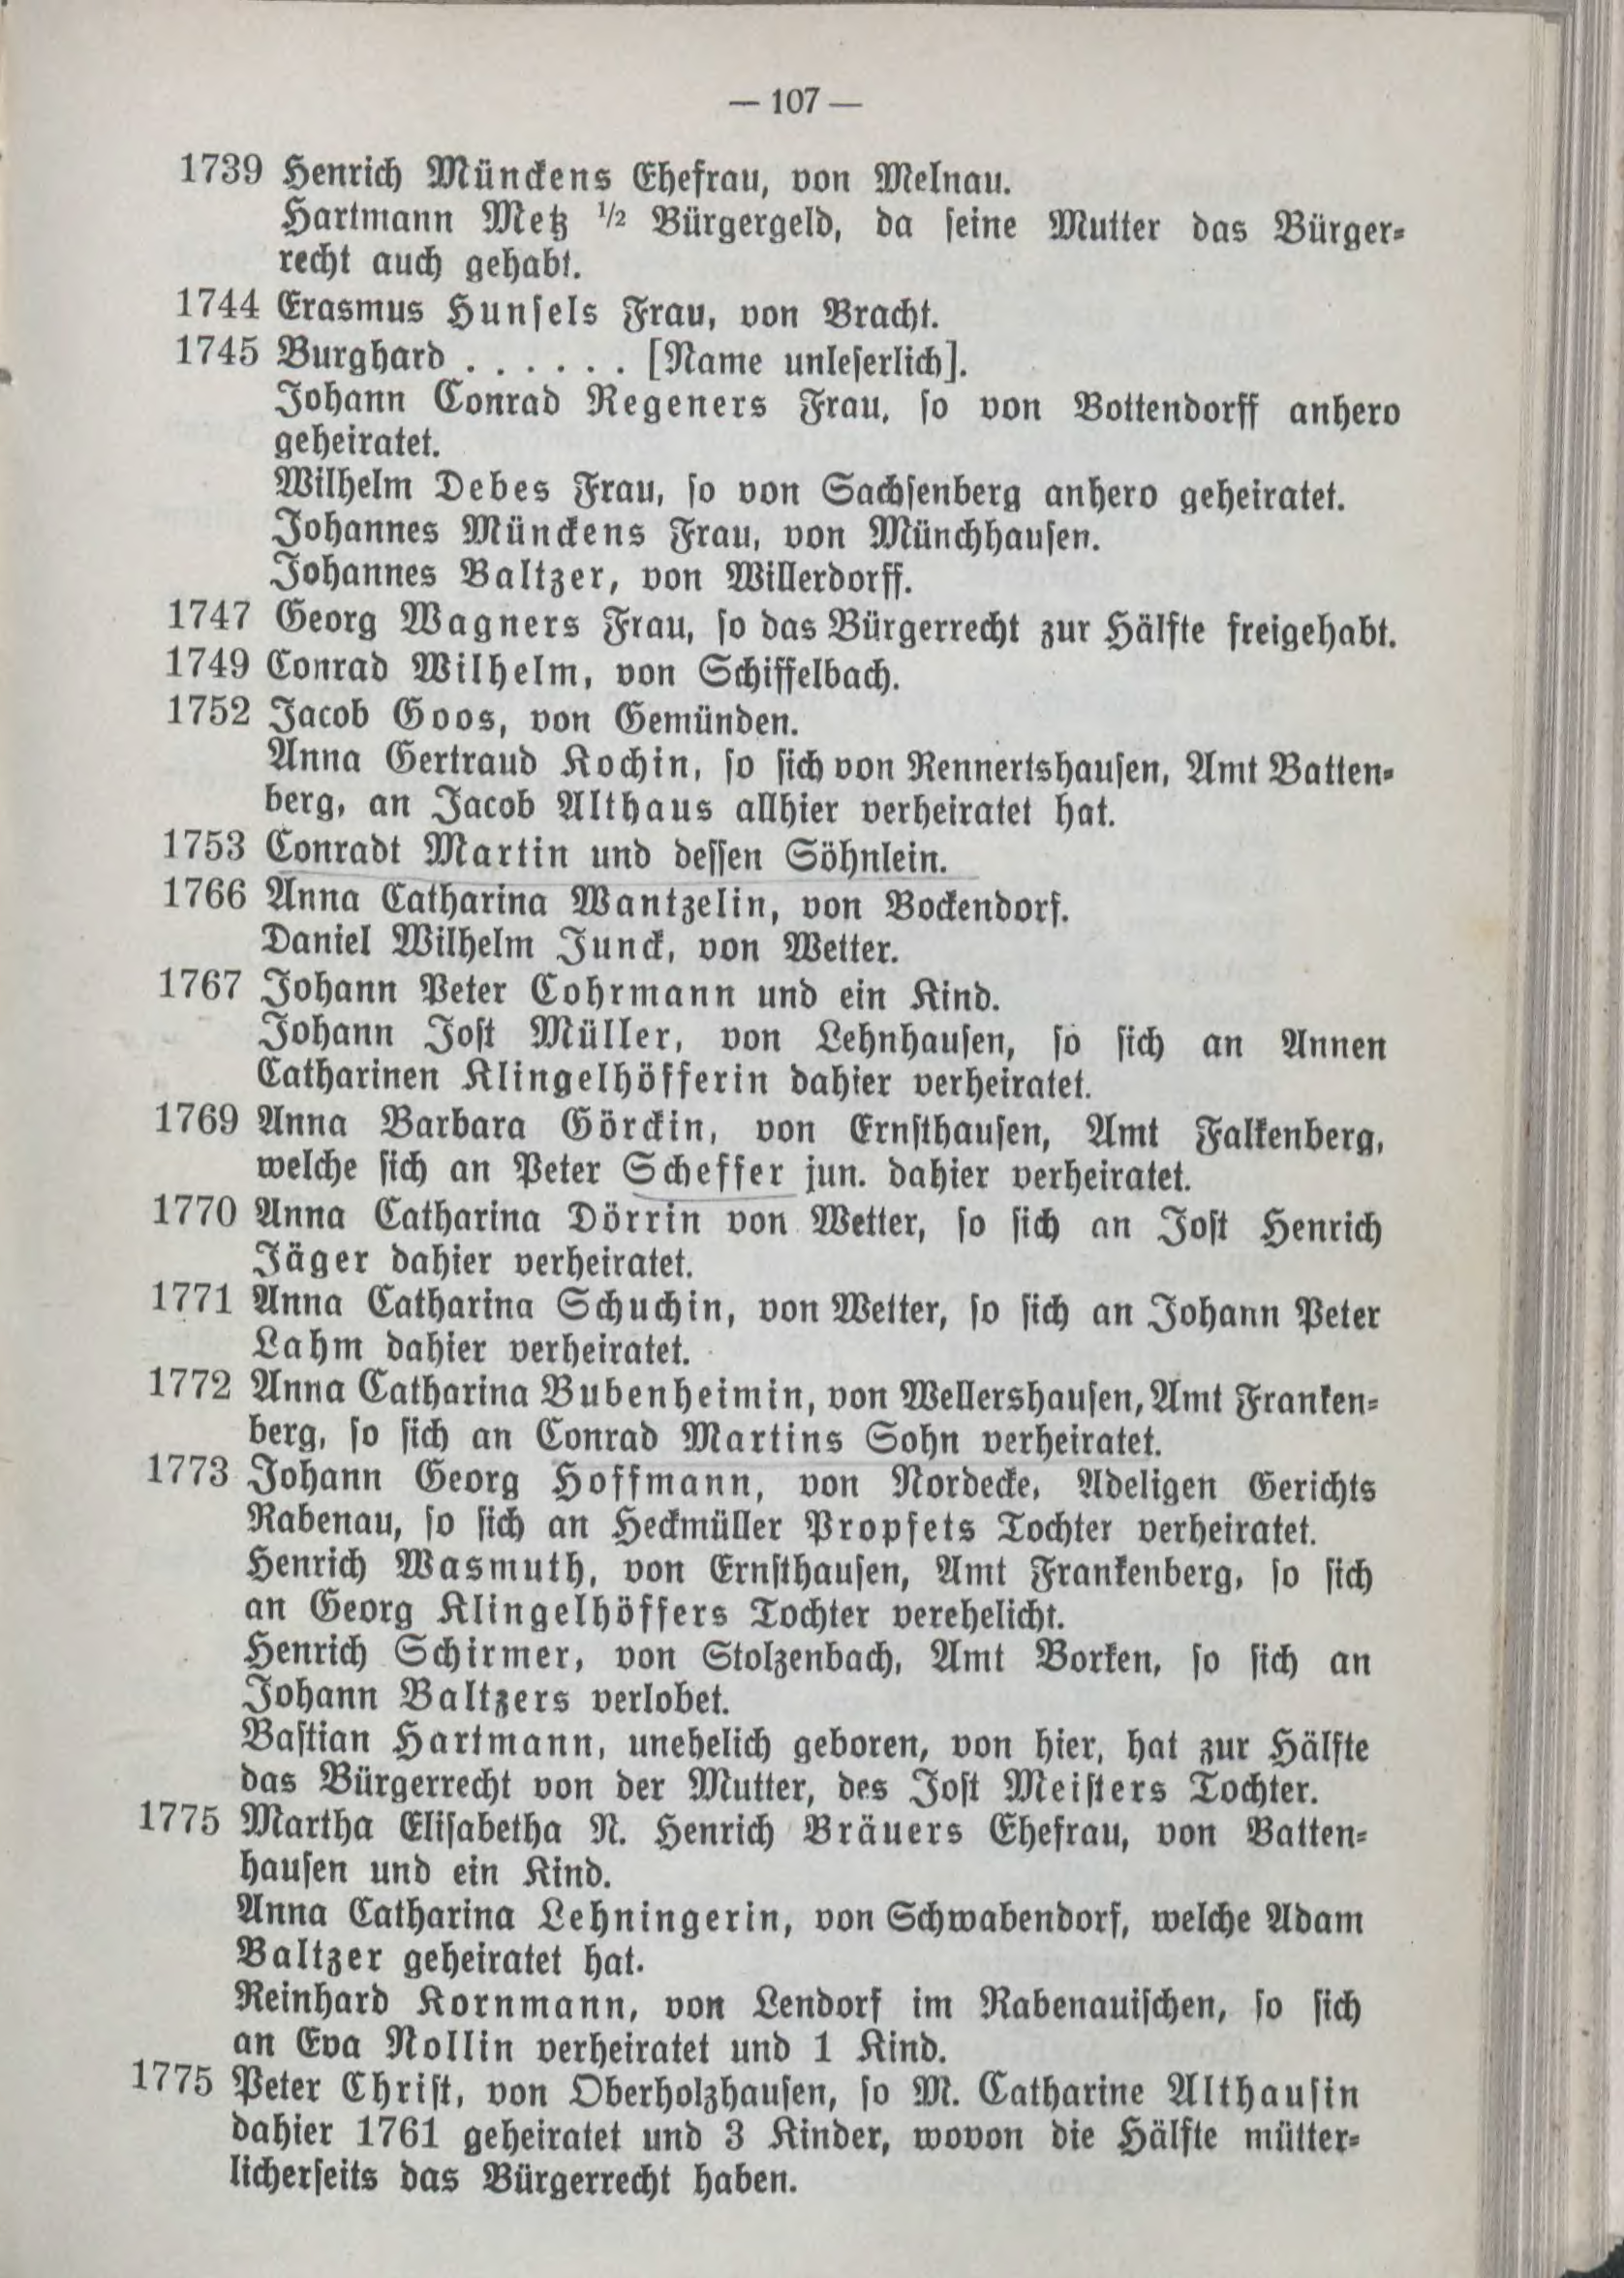 — 107 —
1739 Henrich Münckens Ehefrau, von Melnau.
Hartmann Metz 1/2 Bürgergeld, da seine Mutter das Bürger-
recht auch gehabt.
1744 Erasmus Hunsels Frau, von Bracht.
1745 Burghard . . . . . . [Name unleserlich].
Johann Conrad Regeners Frau, so von Bottendorff anhero
geheiratet.
Wilhelm Debes Frau, so von Sachsenberg anhero geheiratet.
Johannes Münckens Frau, von Münchhausen.
Johannes Baltzer, von Willerdorff.
1747 Georg Wagners Frau, so das Bürgerrecht zur Hälfte freigehabt.
1749 Conrad Wilhelm, von Schiffelbach.
1752 Jacob Goos, von Gemünden.
Anna Gertraud Kochin, so sich von Rennertshausen, Amt Batten-
berg, an Jacob Althaus allhier verheiratet hat.
1753 Conradt Martin und dessen Söhnlein.
1766 Anna Catharina Wantzelin, von Bockendorf.
Daniel Wilhelm Junck, von Wetter.
1767 Johann Peter Cohrmann und ein Kind.
Johann Jost Müller, von Lehnhausen, so sich an Annen
Catharinen Klingelhöfferin dahier verheiratet.
1769 Anna Barbara Görckin, von Ernsthausen, Amt Falkenberg,
welche sich an Peter Scheffer jun. dahier verheiratet.
1770 Anna Catharina Dörrin von Wetter, so sich an Jost Henrich
Jäger dahier verheiratet.
1771 Anna Catharina Schuchin, von Wetter, so sich an Johann Peter
Lahm dahier verheiratet.
1772 Anna Catharina Bubenheimin, von Wellershausen, Amt Franken-
berg, so sich an Conrad Martins Sohn verheiratet.
1773 Johann Georg Hoffmann, von Nordecke, Adeligen Gerichts
Rabenau, so sich an Heckmüller Propfets Tochter verheiratet.
Henrich Wasmuth, von Ernsthausen, Amt Frankenberg, so sich
an Georg Klingelhöffers Tochter verehelicht.
Henrich Schirmer, von Stolzenbach, Amt Borken, so sich an
Johann Baltzers verlobet.
Bastian Hartmann, unehelich geboren, von hier, hat zur Hälfte
das Bürgerrecht von der Mutter, des Jost Meisters Tochter.
1775 Martha Elisabetha N. Henrich Bräuers Ehefrau, von Batten-
hausen und ein Kind.
Anna Catharina Lehningerin, von Schwabendorf, welche Adam
Baltzer geheiratet hat.
Reinhard Kornmann, von Lendorf im Rabenauischen, so sich
an Eva Nollin verheiratet und 1 Kind.
1775 Peter Christ, von Oberholzhausen, so M. Catharine Althausin
dahier 1761 geheiratet und 3 Kinder, wovon die Hälfte mütter-
licherseits das Bürgerrecht haben.